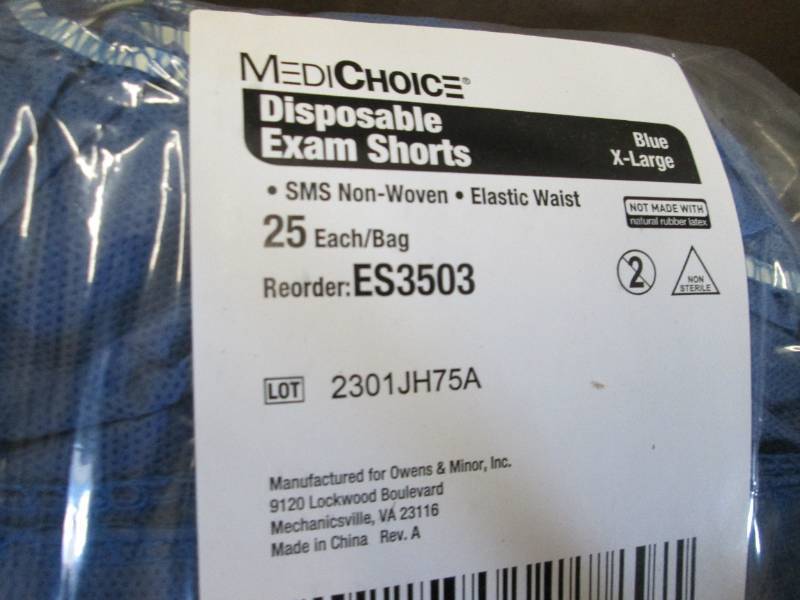 MEDICHOICE®
Disposable
Exam Shorts
Blue
X-Large
• SMS Non-Woven • Elastic Waist
NOT MADE WITH
natural rubber latex
25 Each/Bag
Reorder: ES3503
2
NON
STERILE
LOT 2301JH75A
Manufactured for Owens & Minor, Inc.
9120 Lockwood Boulevard
Mechanicsville, VA 23116
Made in China Rev. A